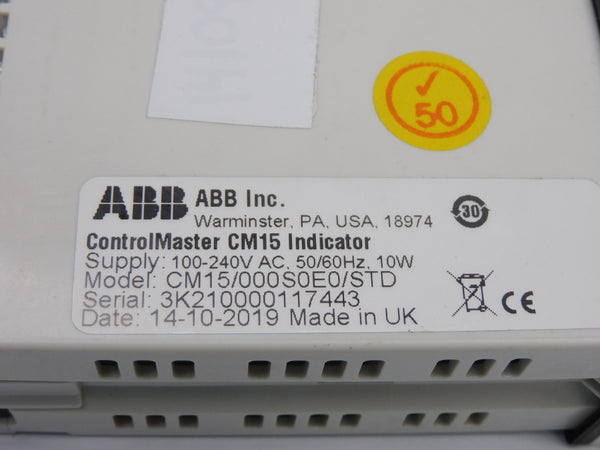 14109
50
ABB ABB Inc.
Warminster, PA, USA, 18974
30
ControlMaster CM15 Indicator
Supply: 100-240V AC, 50/60Hz, 10W
Model: CM15/000S0E0/STD
Serial: 3K210000117443
Date: 14-10-2019 Made in UK
CE